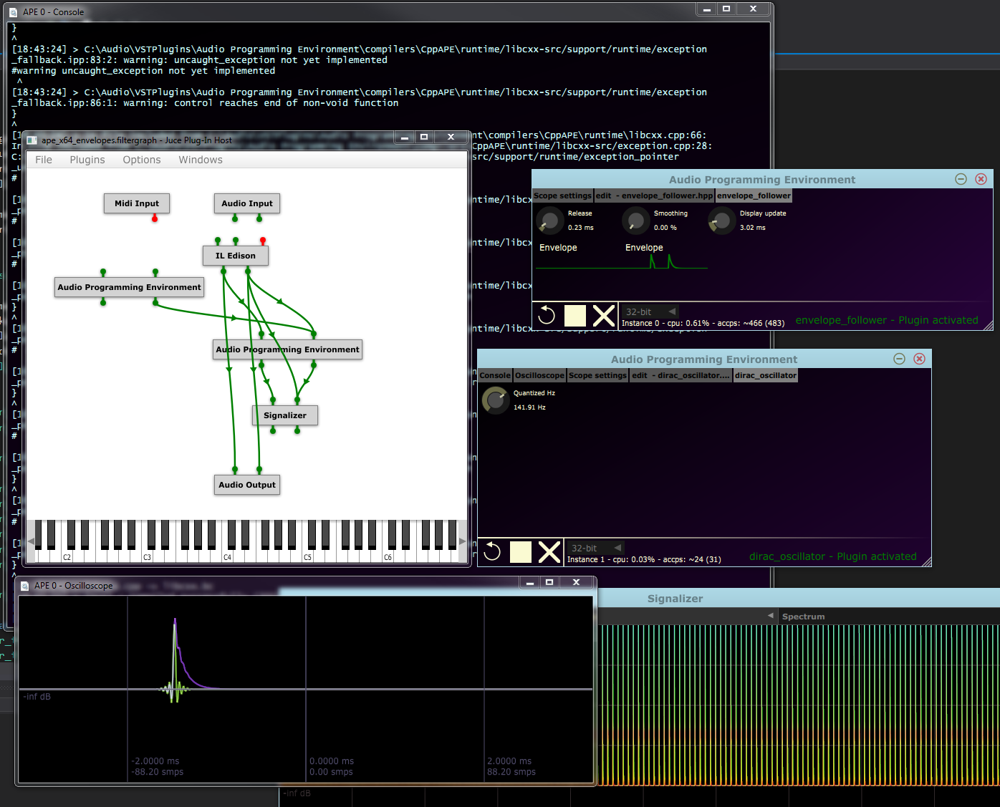 APE 0 - Console
}
^
[18:43:24] > C:\Audio\VSTPlugins\Audio Programming Environment\compilers\CppAPE\runtime/libcxx-src/support/runtime/exception
_fallback.ipp:83:2: warning: uncaught_exception not yet implemented
#warning uncaught_exception not yet implemented
^
[18:43:24] > C:\Audio\VSTPlugins\Audio Programming Environment\compilers\CppAPE\runtime/libcxx-src/support/runtime/exception
_fallback.ipp:86:1: warning: control reaches end of non-void function
}
^
nt\compilers\CppAPE\runtime\libcxx.cpp:66:
CppAPE\runtime/libcxx-src/exception.cpp:28:
src/support/runtime/exception_pointer
ape_x64_envelopes.filtergraph - Juce Plug-In Host
File Plugins Options Windows
Midi Input
Audio Input
IL Edison
Audio Programming Environment
Audio Programming Environment
Signalizer
Audio Output
C2 C3 C4 C5 C6
Audio Programming Environment
Scope settings edit - envelope_follower.hpp envelope_follower
Release
0.23 ms
Smoothing
0.00 %
Display update
3.02 ms
Envelope Envelope
32-bit
Instance 0 - cpu: 0.61% - accps: ~466 (483)
envelope_follower - Plugin activated
Audio Programming Environment
Console Oscilloscope Scope settings edit - dirac_oscillator.... dirac_oscillator
Quantized Hz
141.91 Hz
32-bit
Instance 1 - cpu: 0.03% - accps: ~24 (31)
dirac_oscillator - Plugin activated
APE 0 - Oscilloscope
-inf dB
-2.0000 ms 0.0000 ms 2.0000 ms
-88.20 smps 0.00 smps 88.20 smps
Signalizer
Spectrum
-inf dB